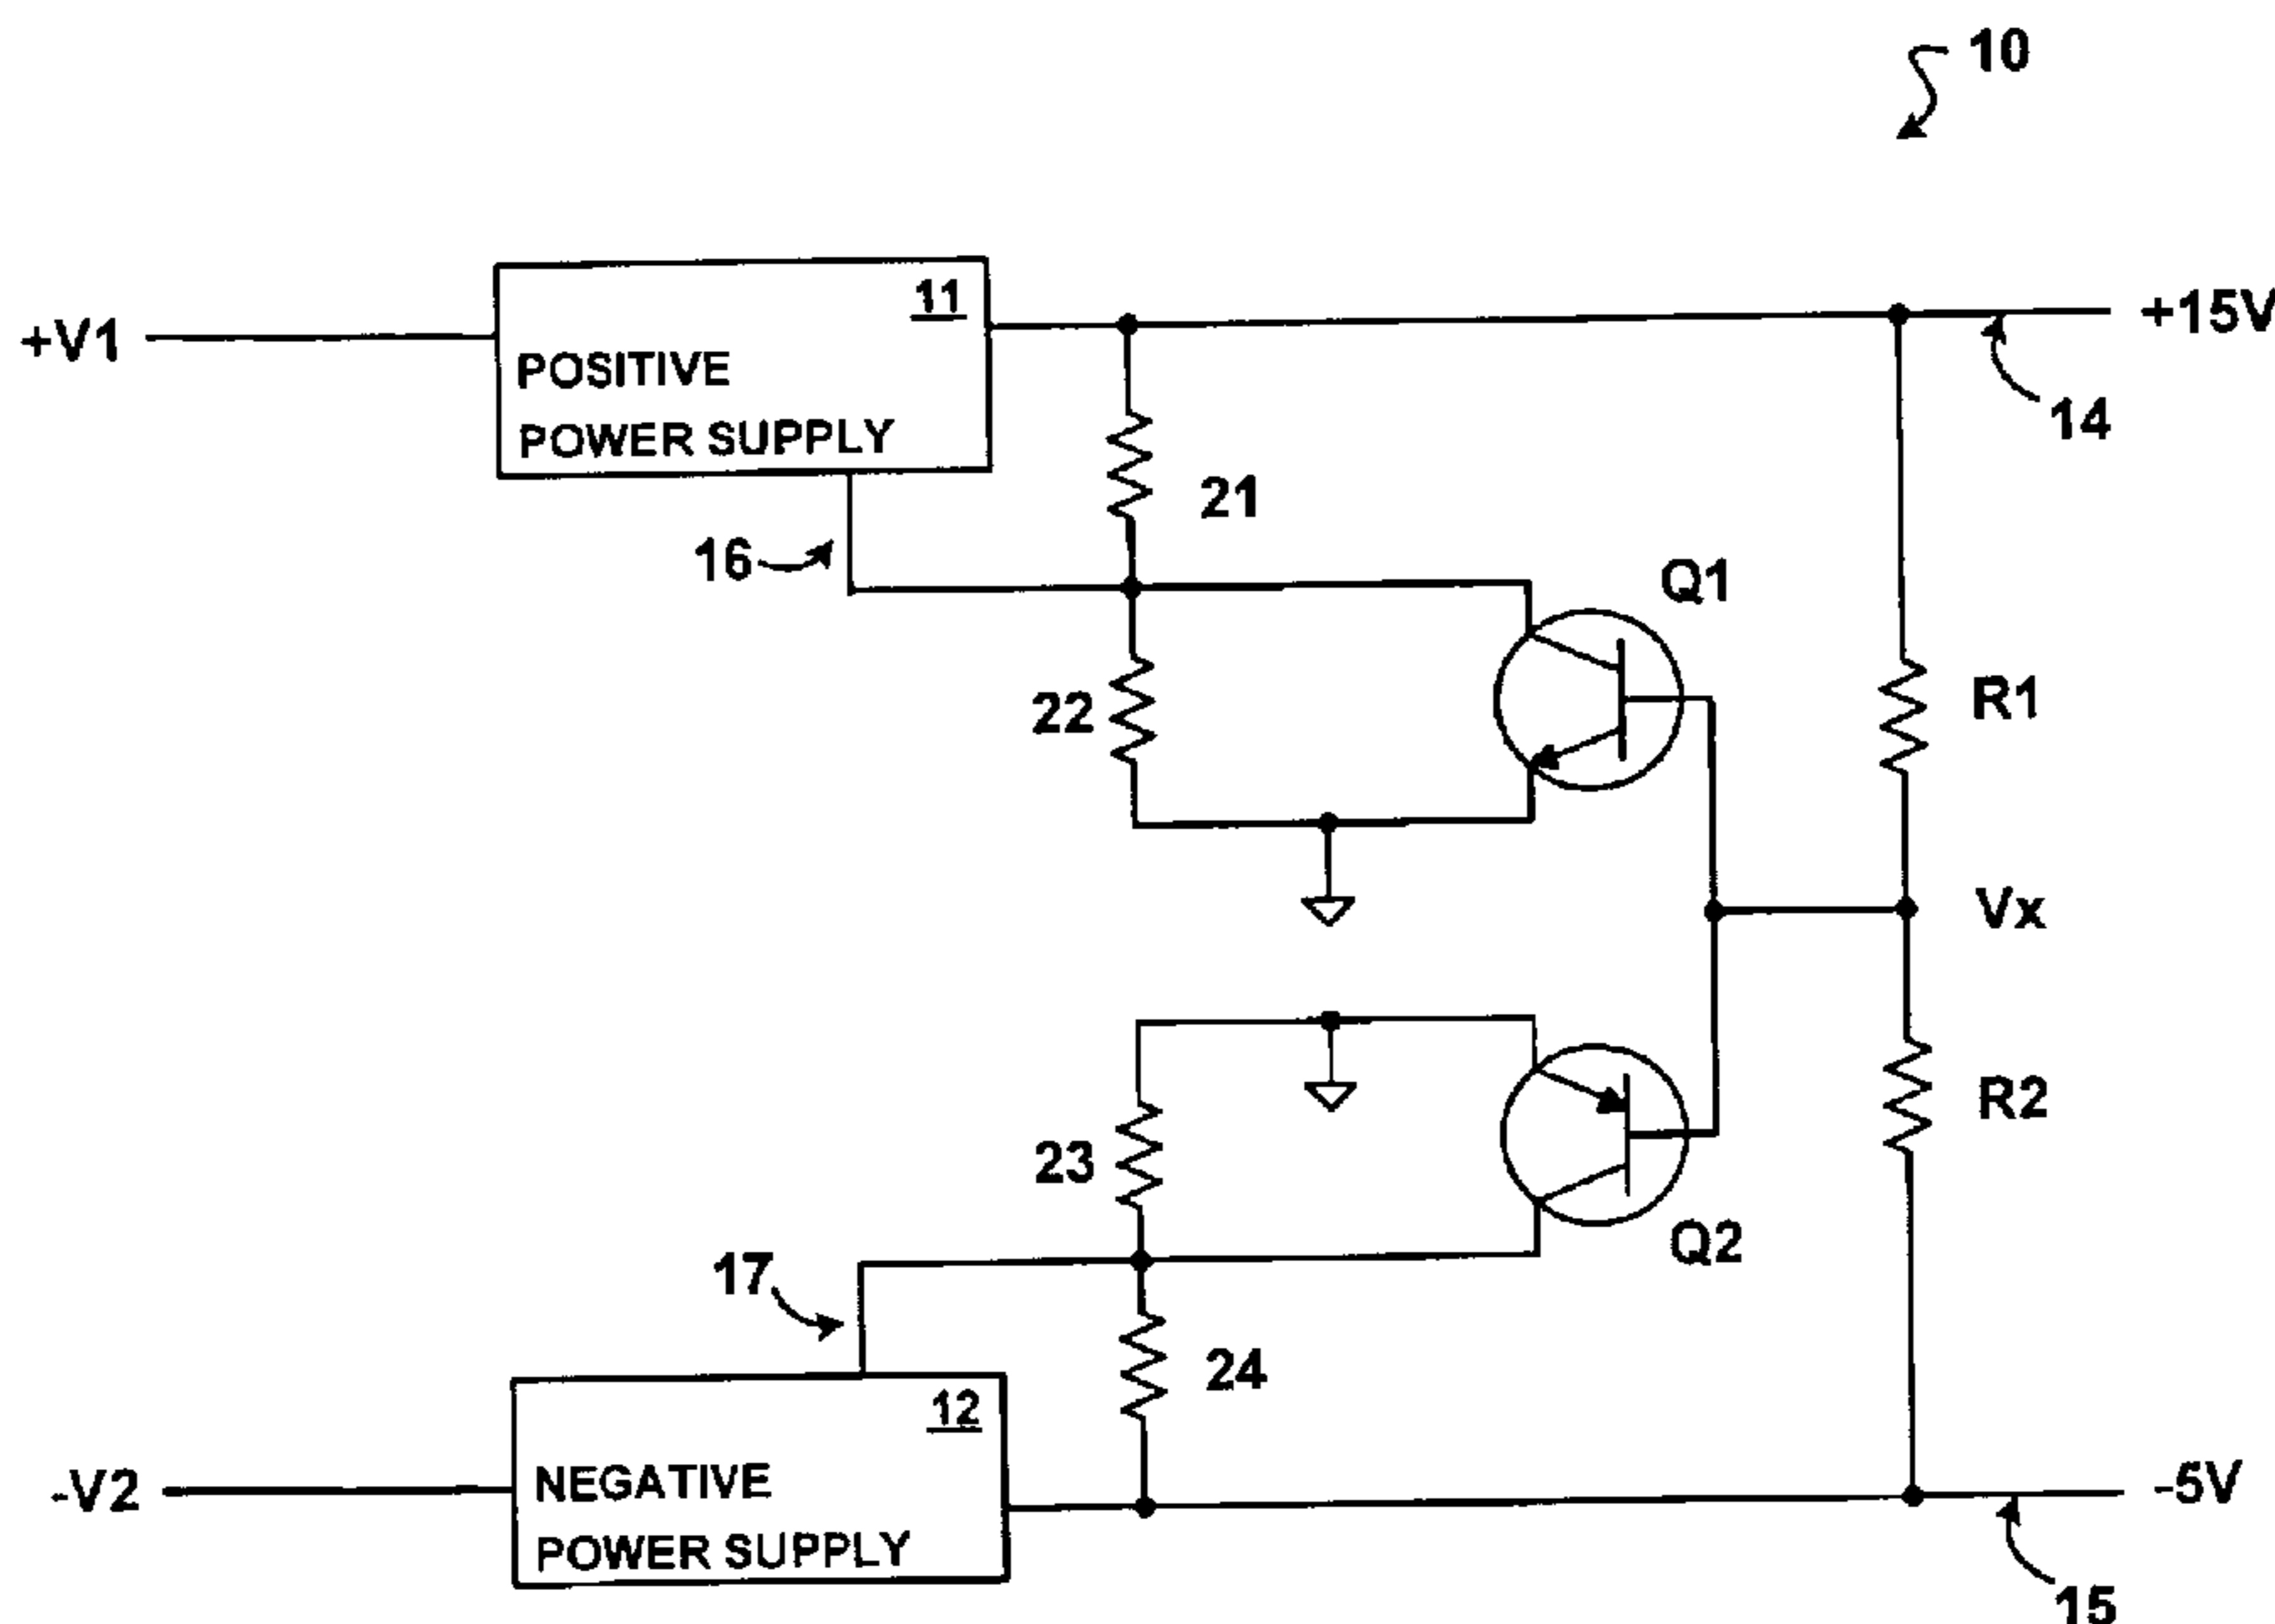 10
+V1
11
POSITIVE
POWER SUPPLY
+15V
14
21
16
Q1
22
R1
Vx
23
R2
17
Q2
24
-V2
12
NEGATIVE
POWER SUPPLY
-5V
15